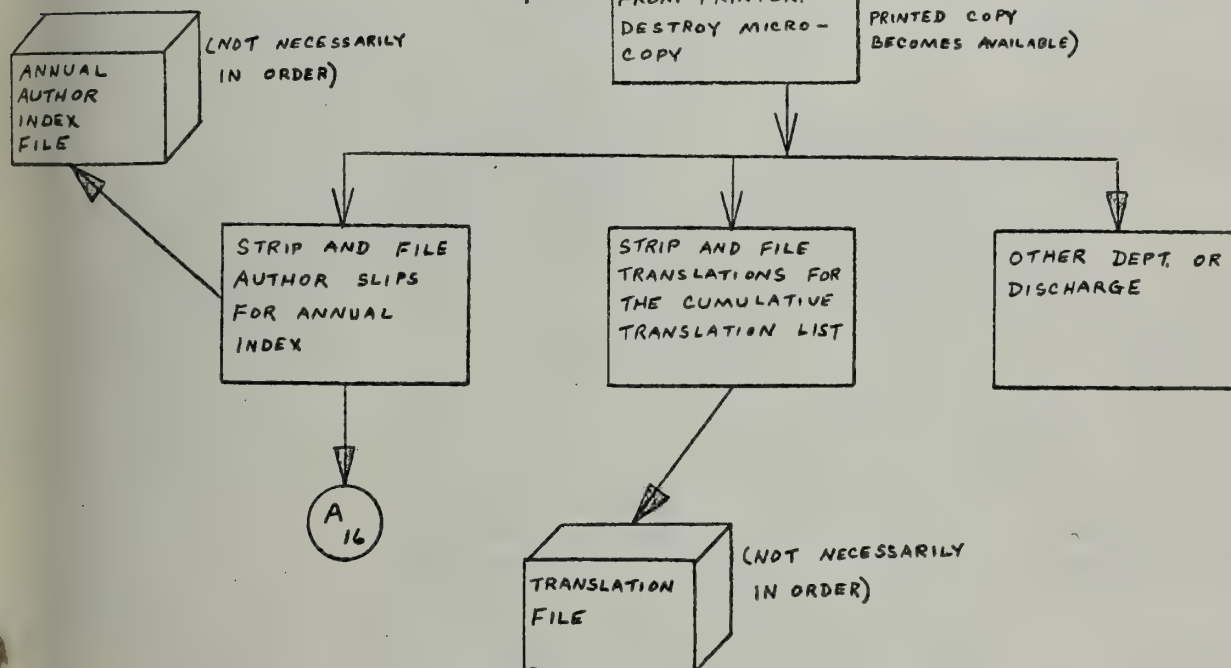 FROM PRINTER.
DESTROY MICRO-
COPY
PRINTED COPY
BECOMES AVAILABLE)
(NOT NECESSARILY
IN ORDER)
ANNUAL
AUTHOR
INDEX
FILE
STRIP AND FILE
AUTHOR SLIPS
FOR ANNUAL
INDEX
STRIP AND FILE
TRANSLATIONS FOR
THE CUMULATIVE
TRANSLATION LIST
OTHER DEPT. OR
DISCHARGE
A
16
(NOT NECESSARILY
IN ORDER)
TRANSLATION
FILE